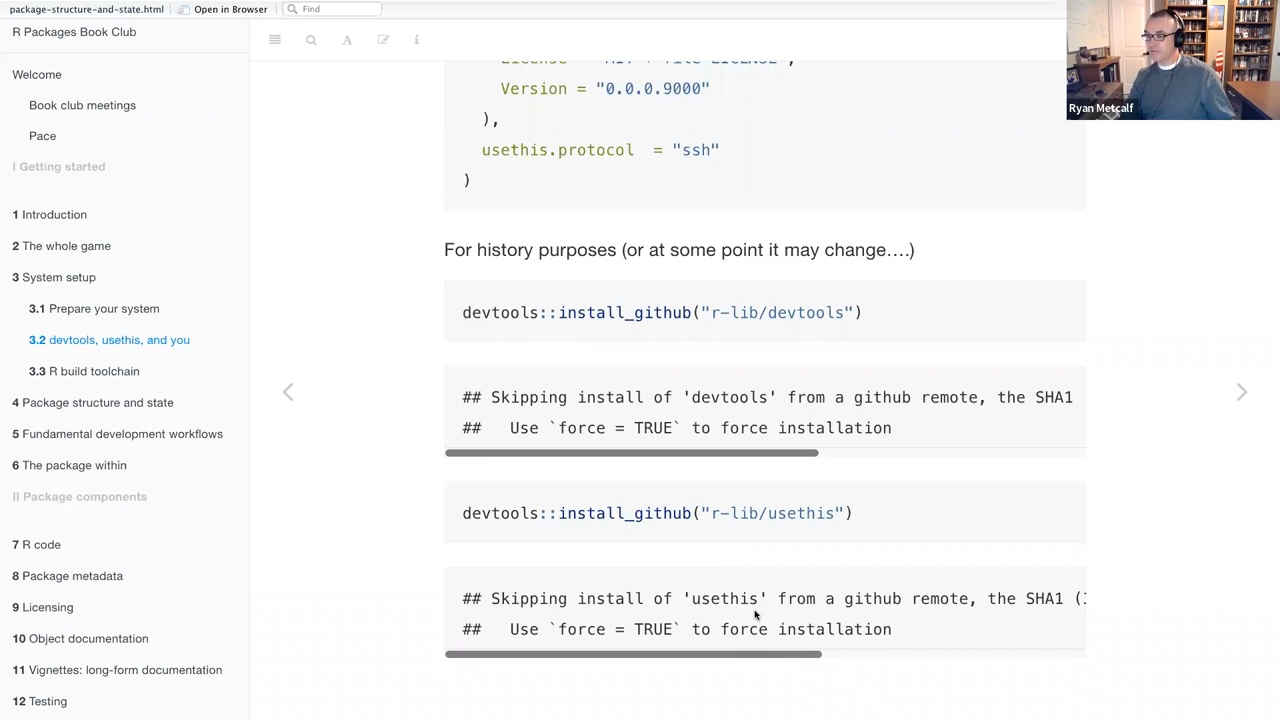 package-structure-and-state.html Open in Browser Find
R Packages Book Club
Welcome
Book club meetings
Pace
I Getting started
1 Introduction
2 The whole game
3 System setup
3.1 Prepare your system
3.2 devtools, usethis, and you
3.3 R build toolchain
4 Package structure and state
5 Fundamental development workflows
6 The package within
II Package components
7 R code
8 Package metadata
9 Licensing
10 Object documentation
11 Vignettes: long-form documentation
12 Testing
Version = "0.0.0.9000"
),
usethis.protocol = "ssh"
)
For history purposes (or at some point it may change....)
devtools::install_github("r-lib/devtools")
## Skipping install of 'devtools' from a github remote, the SHA1
## Use `force = TRUE` to force installation
devtools::install_github("r-lib/usethis")
## Skipping install of 'usethis' from a github remote, the SHA1 (
## Use `force = TRUE` to force installation
Ryan Metcalf